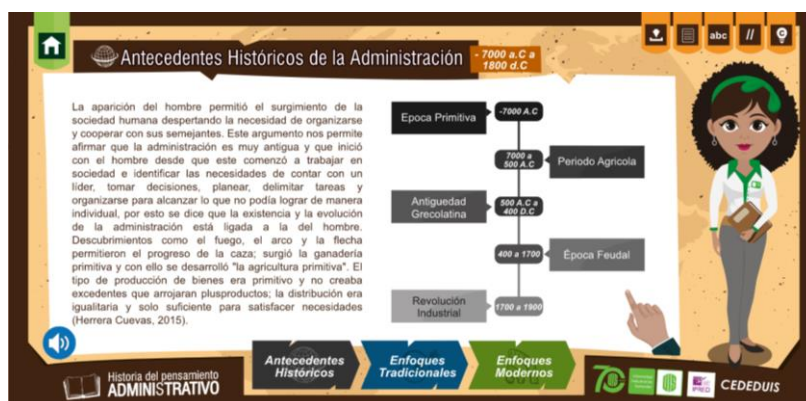 Antecedentes Históricos de la Administración
- 7000 a.C a
1800 d.C
abc
//
La aparición del hombre permitió el surgimiento de la
sociedad humana despertando la necesidad de organizarse
y cooperar con sus semejantes. Este argumento nos permite
afirmar que la administración es muy antigua y que inició
con el hombre desde que este comenzó a trabajar en
sociedad e identificar las necesidades de contar con un
líder, tomar decisiones, planear, delimitar tareas y
organizarse para alcanzar lo que no podía lograr de manera
individual, por esto se dice que la existencia y la evolución
de la administración está ligada a la del hombre.
Descubrimientos como el fuego, el arco y la flecha
permitieron el progreso de la caza; surgió la ganadería
primitiva y con ello se desarrolló "la agricultura primitiva". El
tipo de producción de bienes era primitivo y no creaba
excedentes que arrojaran plusproductos; la distribución era
igualitaria y solo suficiente para satisfacer necesidades
(Herrera Cuevas, 2015).
Epoca Primitiva
-7000 A.C
7000 a
500 A.C
Periodo Agricola
Antiguedad
Grecolatina
500 A.C a
400 D.C
400 a 1700
Época Feudal
Revolución
Industrial
1700 a 1900
Historia del pensamiento
ADMINISTRATIVO
Antecedentes
Históricos
Enfoques
Tradicionales
Enfoques
Modernos
CEDEDUIS